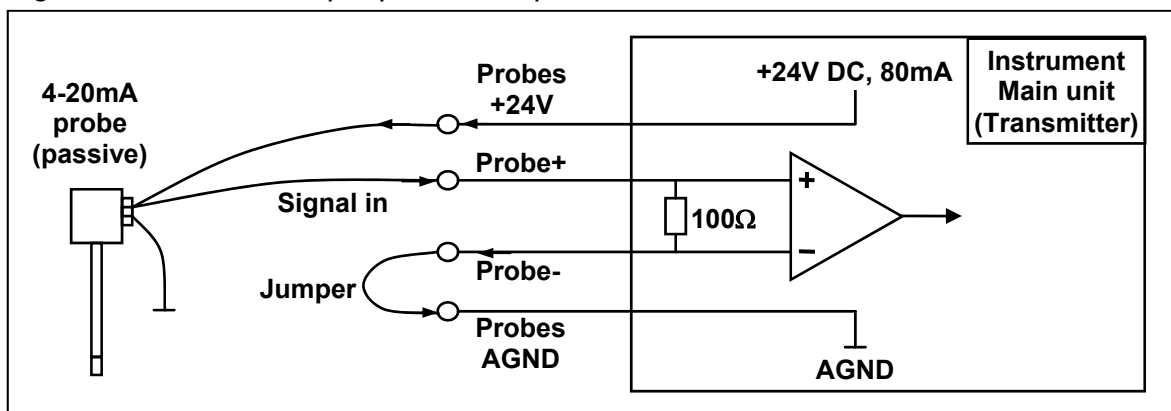 4-20mA
probe
(passive)
Probes
+24V
+24V DC, 80mA
Instrument
Main unit
(Transmitter)
Probe+
Signal in
100Ω
+
−
Probe-
Jumper
Probes
AGND
AGND